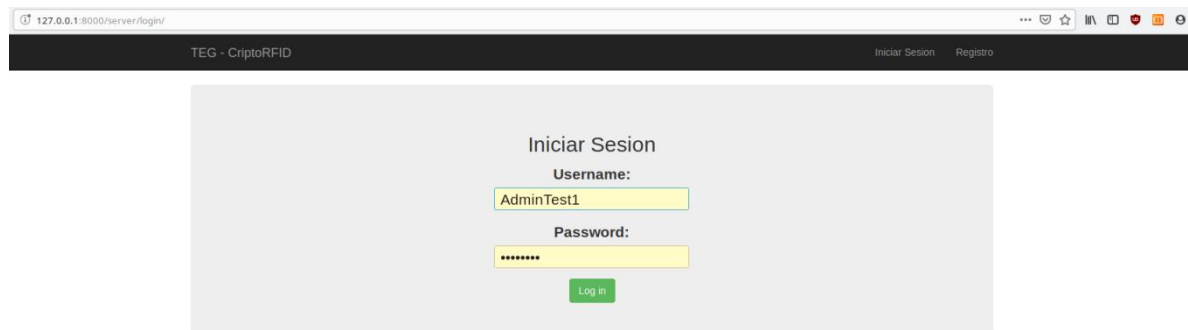 127.0.0.1:8000/server/login/
TEG - CriptoRFID Iniciar Sesion Registro
Iniciar Sesion
Username:
AdminTest1
Password:
••••••••
Log in